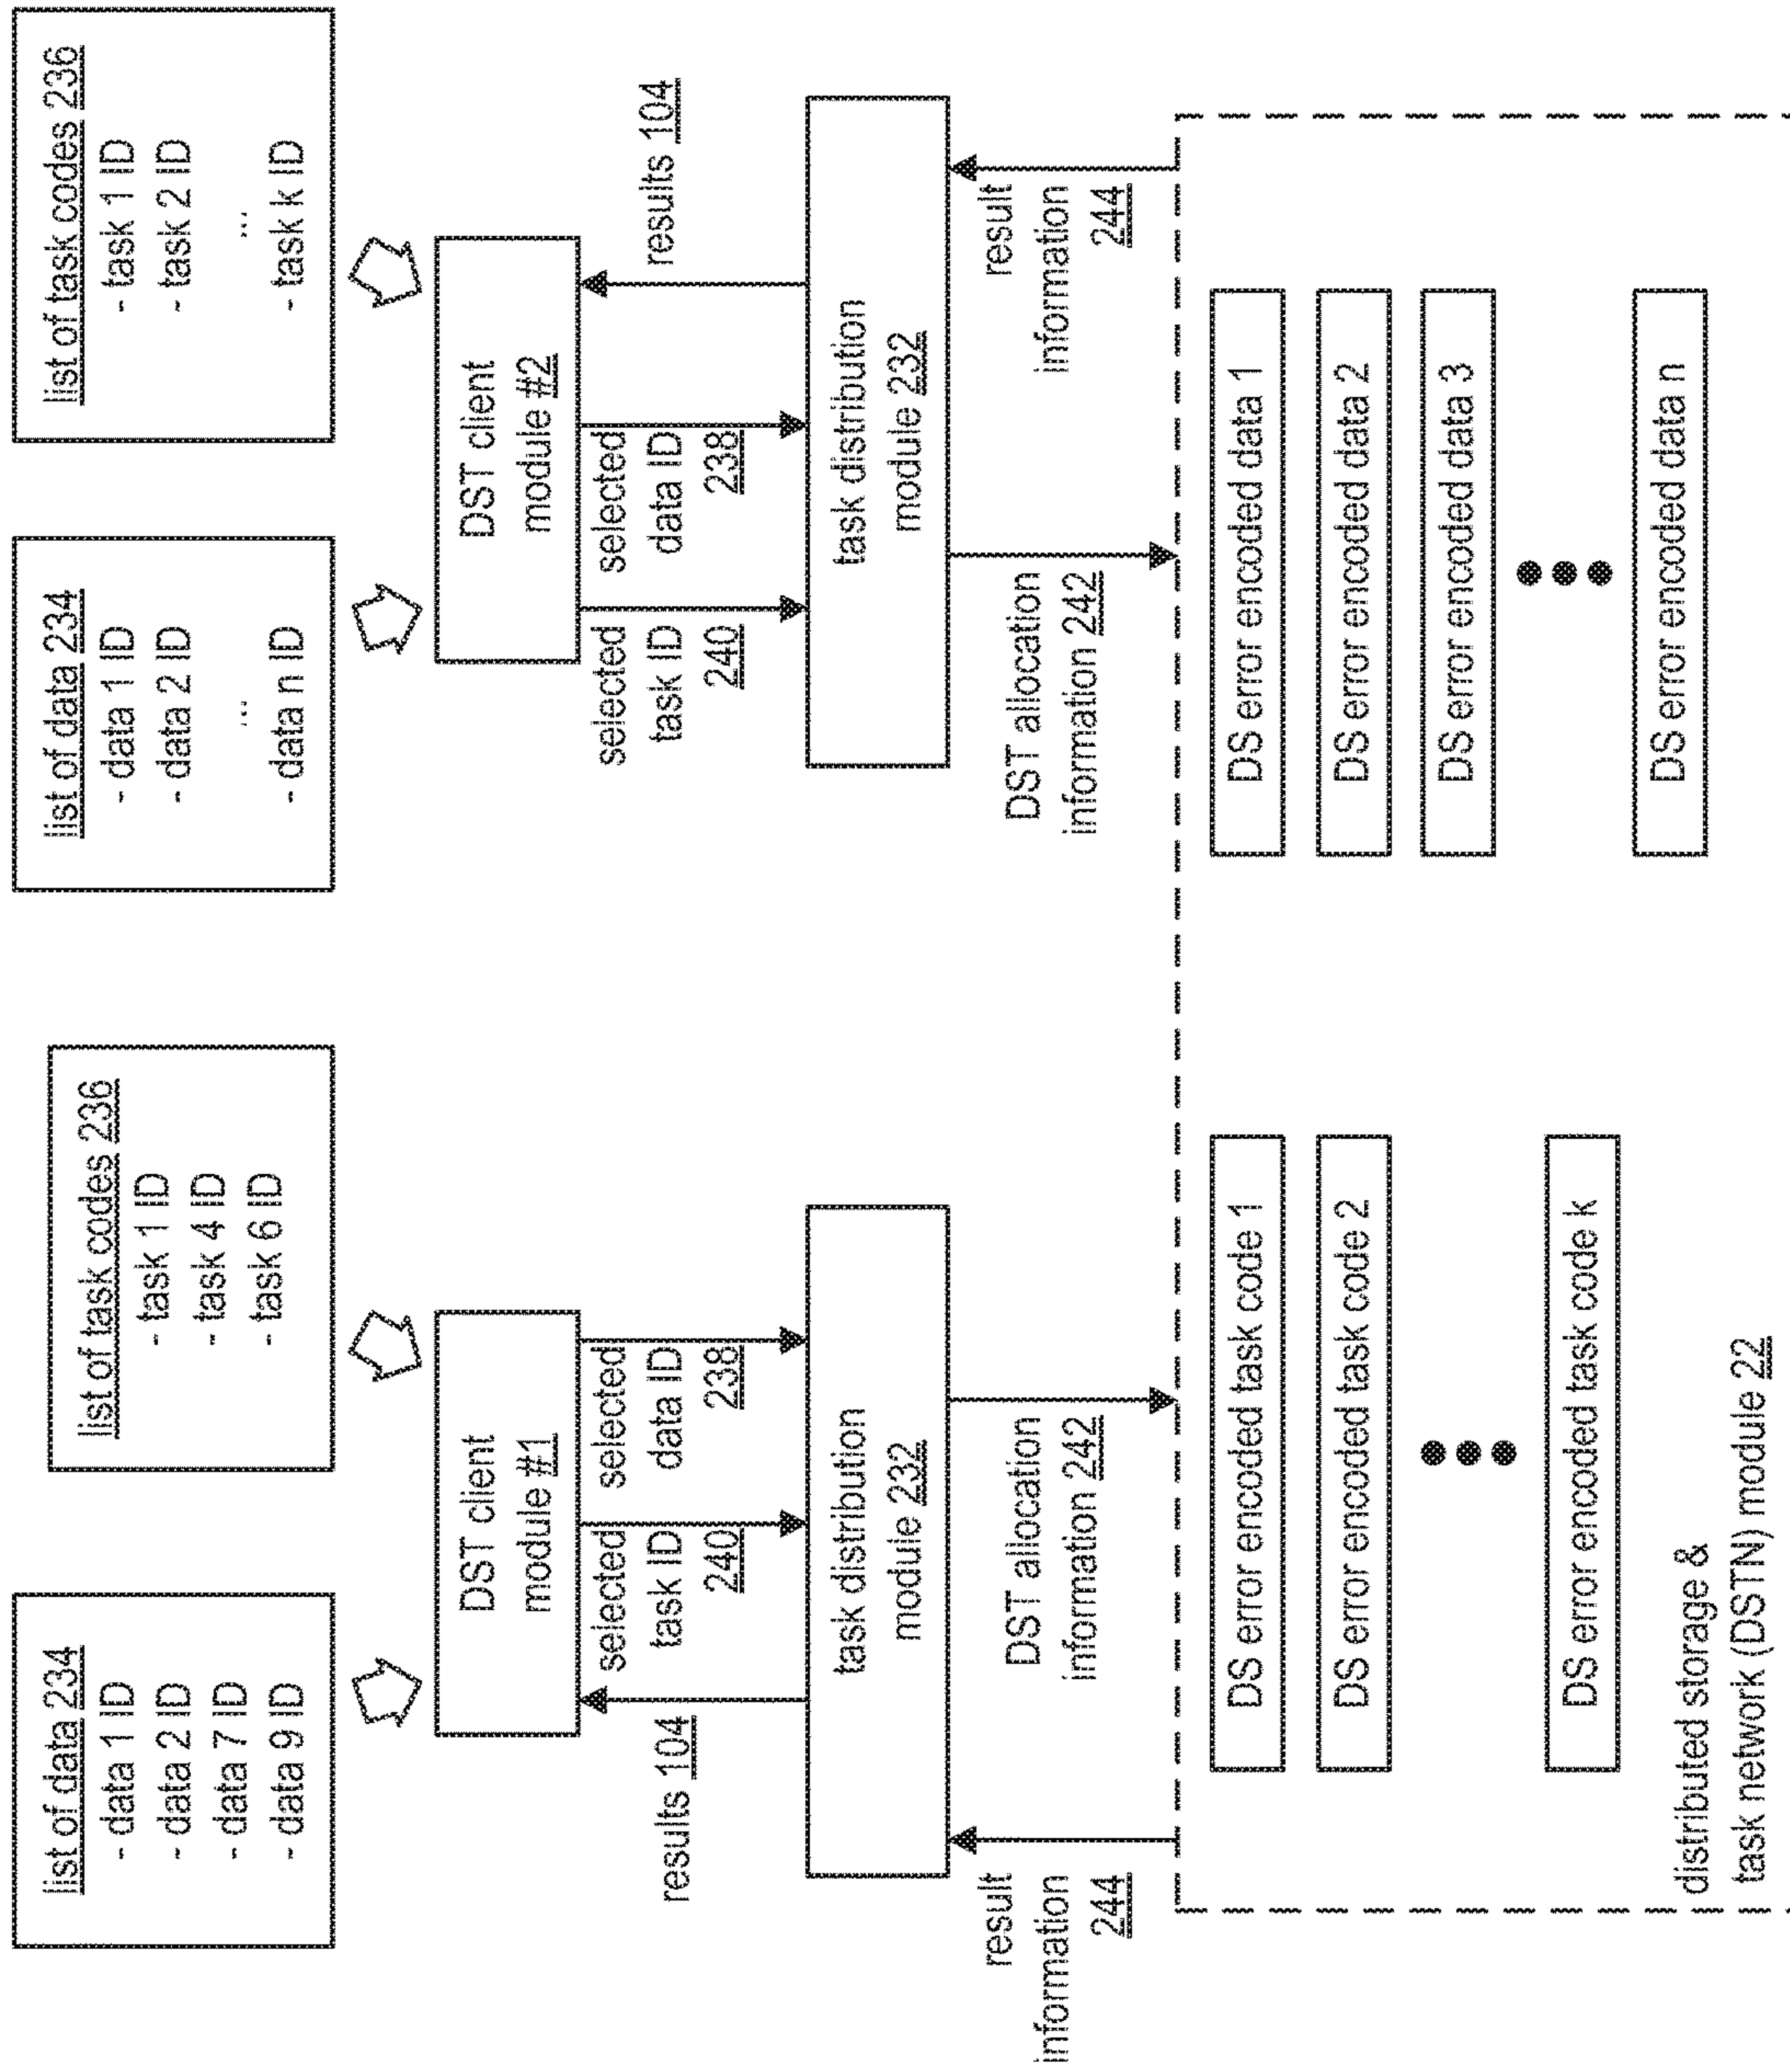 list of data 234
- data 1 ID
- data 2 ID
- data 7 ID
- data 9 ID
list of task codes 236
- task 1 ID
- task 4 ID
- task 6 ID
DST client
module #1
results 104
selected
task ID
240
selected
data ID
238
task distribution
module 232
result
information
244
DST allocation
information 242
list of data 234
- data 1 ID
- data 2 ID
...
- data n ID
list of task codes 236
- task 1 ID
- task 2 ID
...
- task k ID
DST client
module #2
selected
task ID
240
selected
data ID
238
results 104
task distribution
module 232
DST allocation
information 242
result
information
244
DS error encoded task code 1
DS error encoded task code 2
DS error encoded task code k
DS error encoded data 1
DS error encoded data 2
DS error encoded data 3
DS error encoded data n
distributed storage &
task network (DSTN) module 22